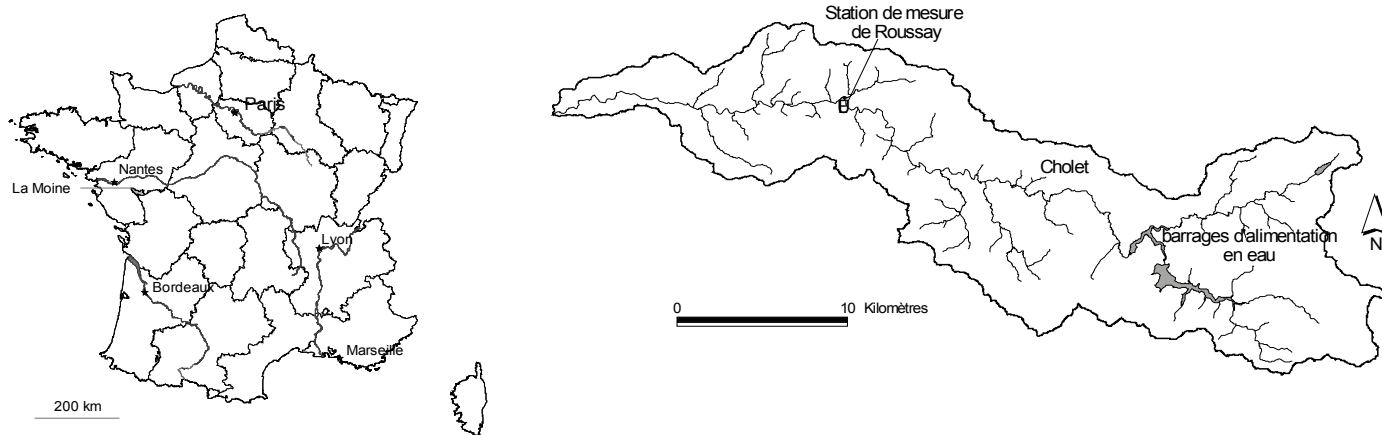 Paris
Nantes
La Moine
Lyon
Bordeaux
Marseille
200 km
Station de mesure
de Roussay
Cholet
barrages d'alimentation
en eau
N
0 10 Kilomètres